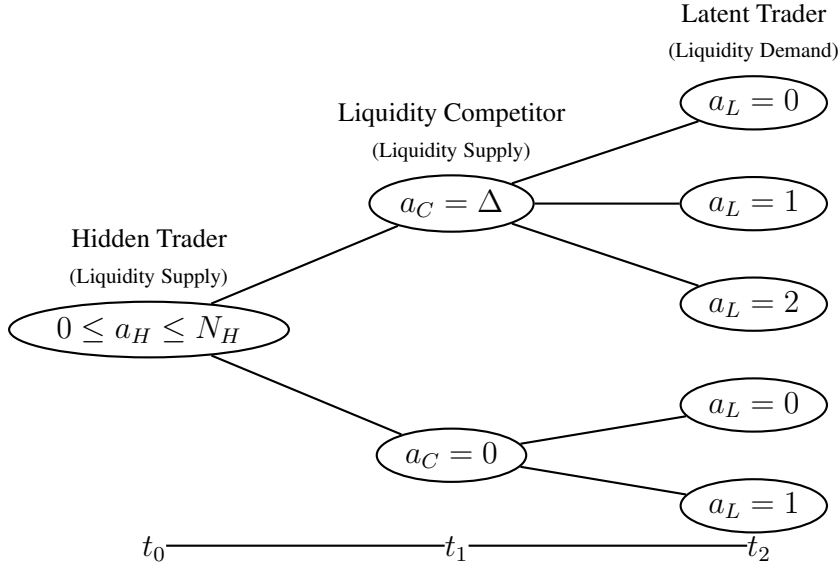 Latent Trader
(Liquidity Demand)
a_L = 0
Liquidity Competitor
(Liquidity Supply)
a_C = Δ
a_L = 1
Hidden Trader
(Liquidity Supply)
a_L = 2
0 ≤ a_H ≤ N_H
a_L = 0
a_C = 0
a_L = 1
t_0 t_1 t_2